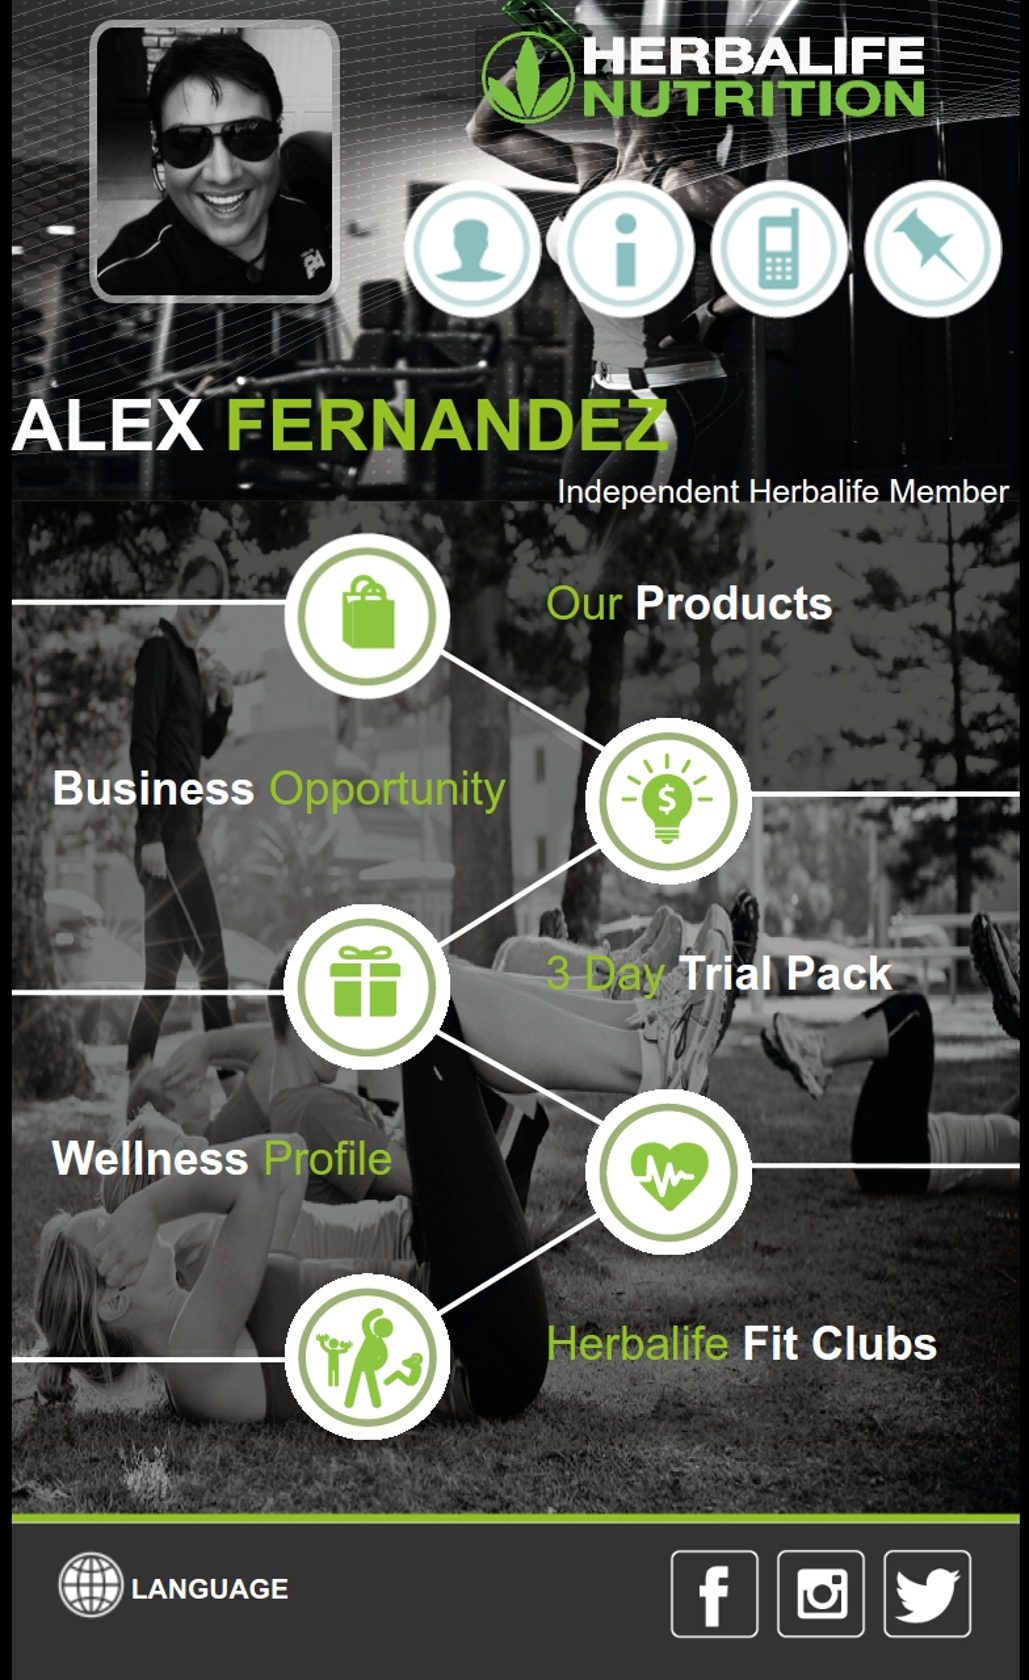 HERBALIFE
NUTRITION
ALEX FERNANDEZ
Independent Herbalife Member
Our Products
Business Opportunity
$
3 Day Trial Pack
Wellness Profile
Herbalife Fit Clubs
LANGUAGE